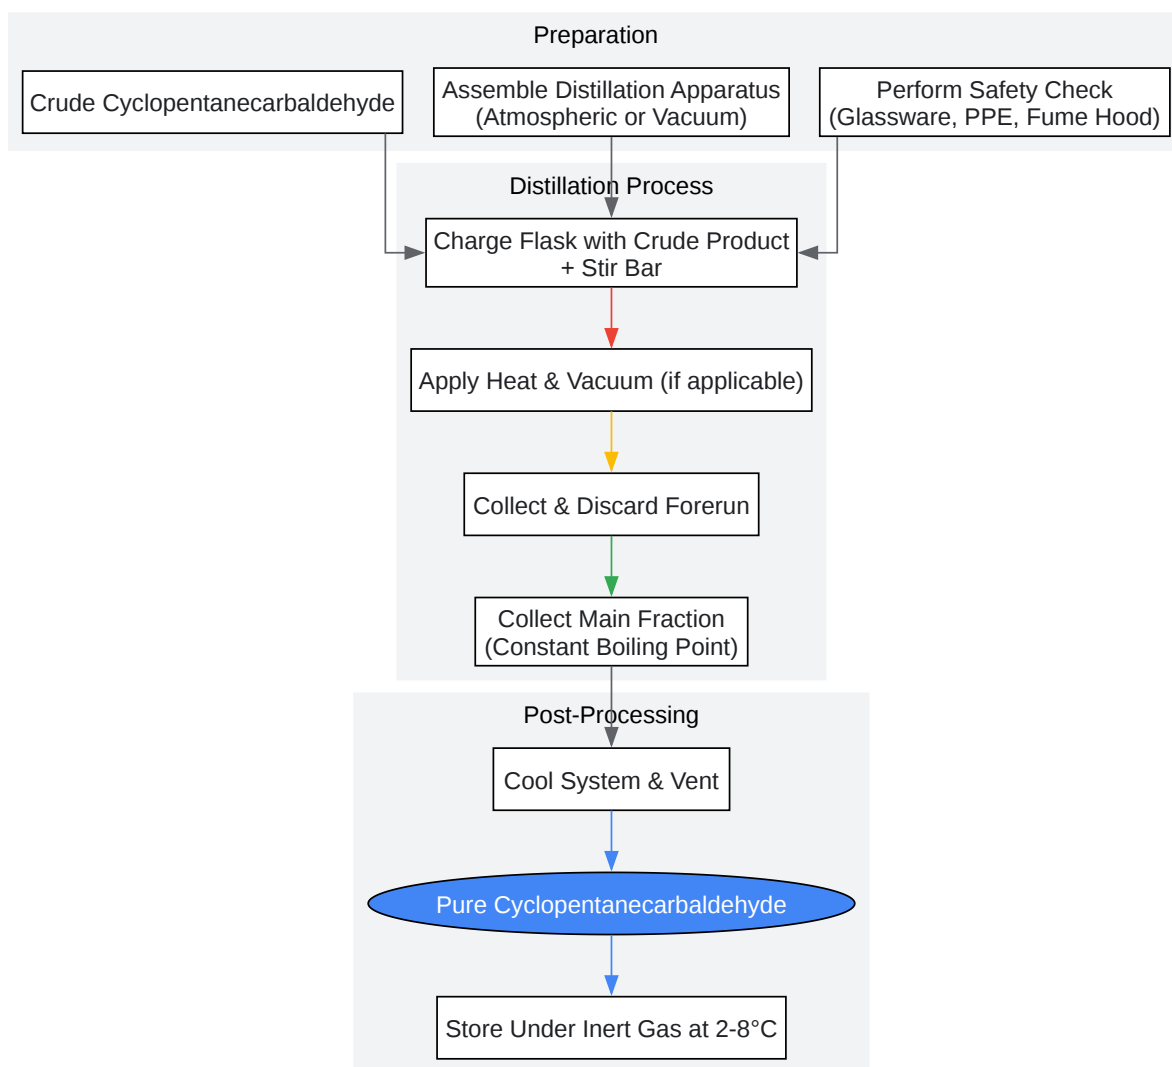 Preparation
Crude Cyclopentanecarbaldehyde
Assemble Distillation Apparatus
(Atmospheric or Vacuum)
Perform Safety Check
(Glassware, PPE, Fume Hood)
Distillation Process
Charge Flask with Crude Product
+ Stir Bar
Apply Heat & Vacuum (if applicable)
Collect & Discard Forerun
Collect Main Fraction
(Constant Boiling Point)
Post-Processing
Cool System & Vent
Pure Cyclopentanecarbaldehyde
Store Under Inert Gas at 2-8°C